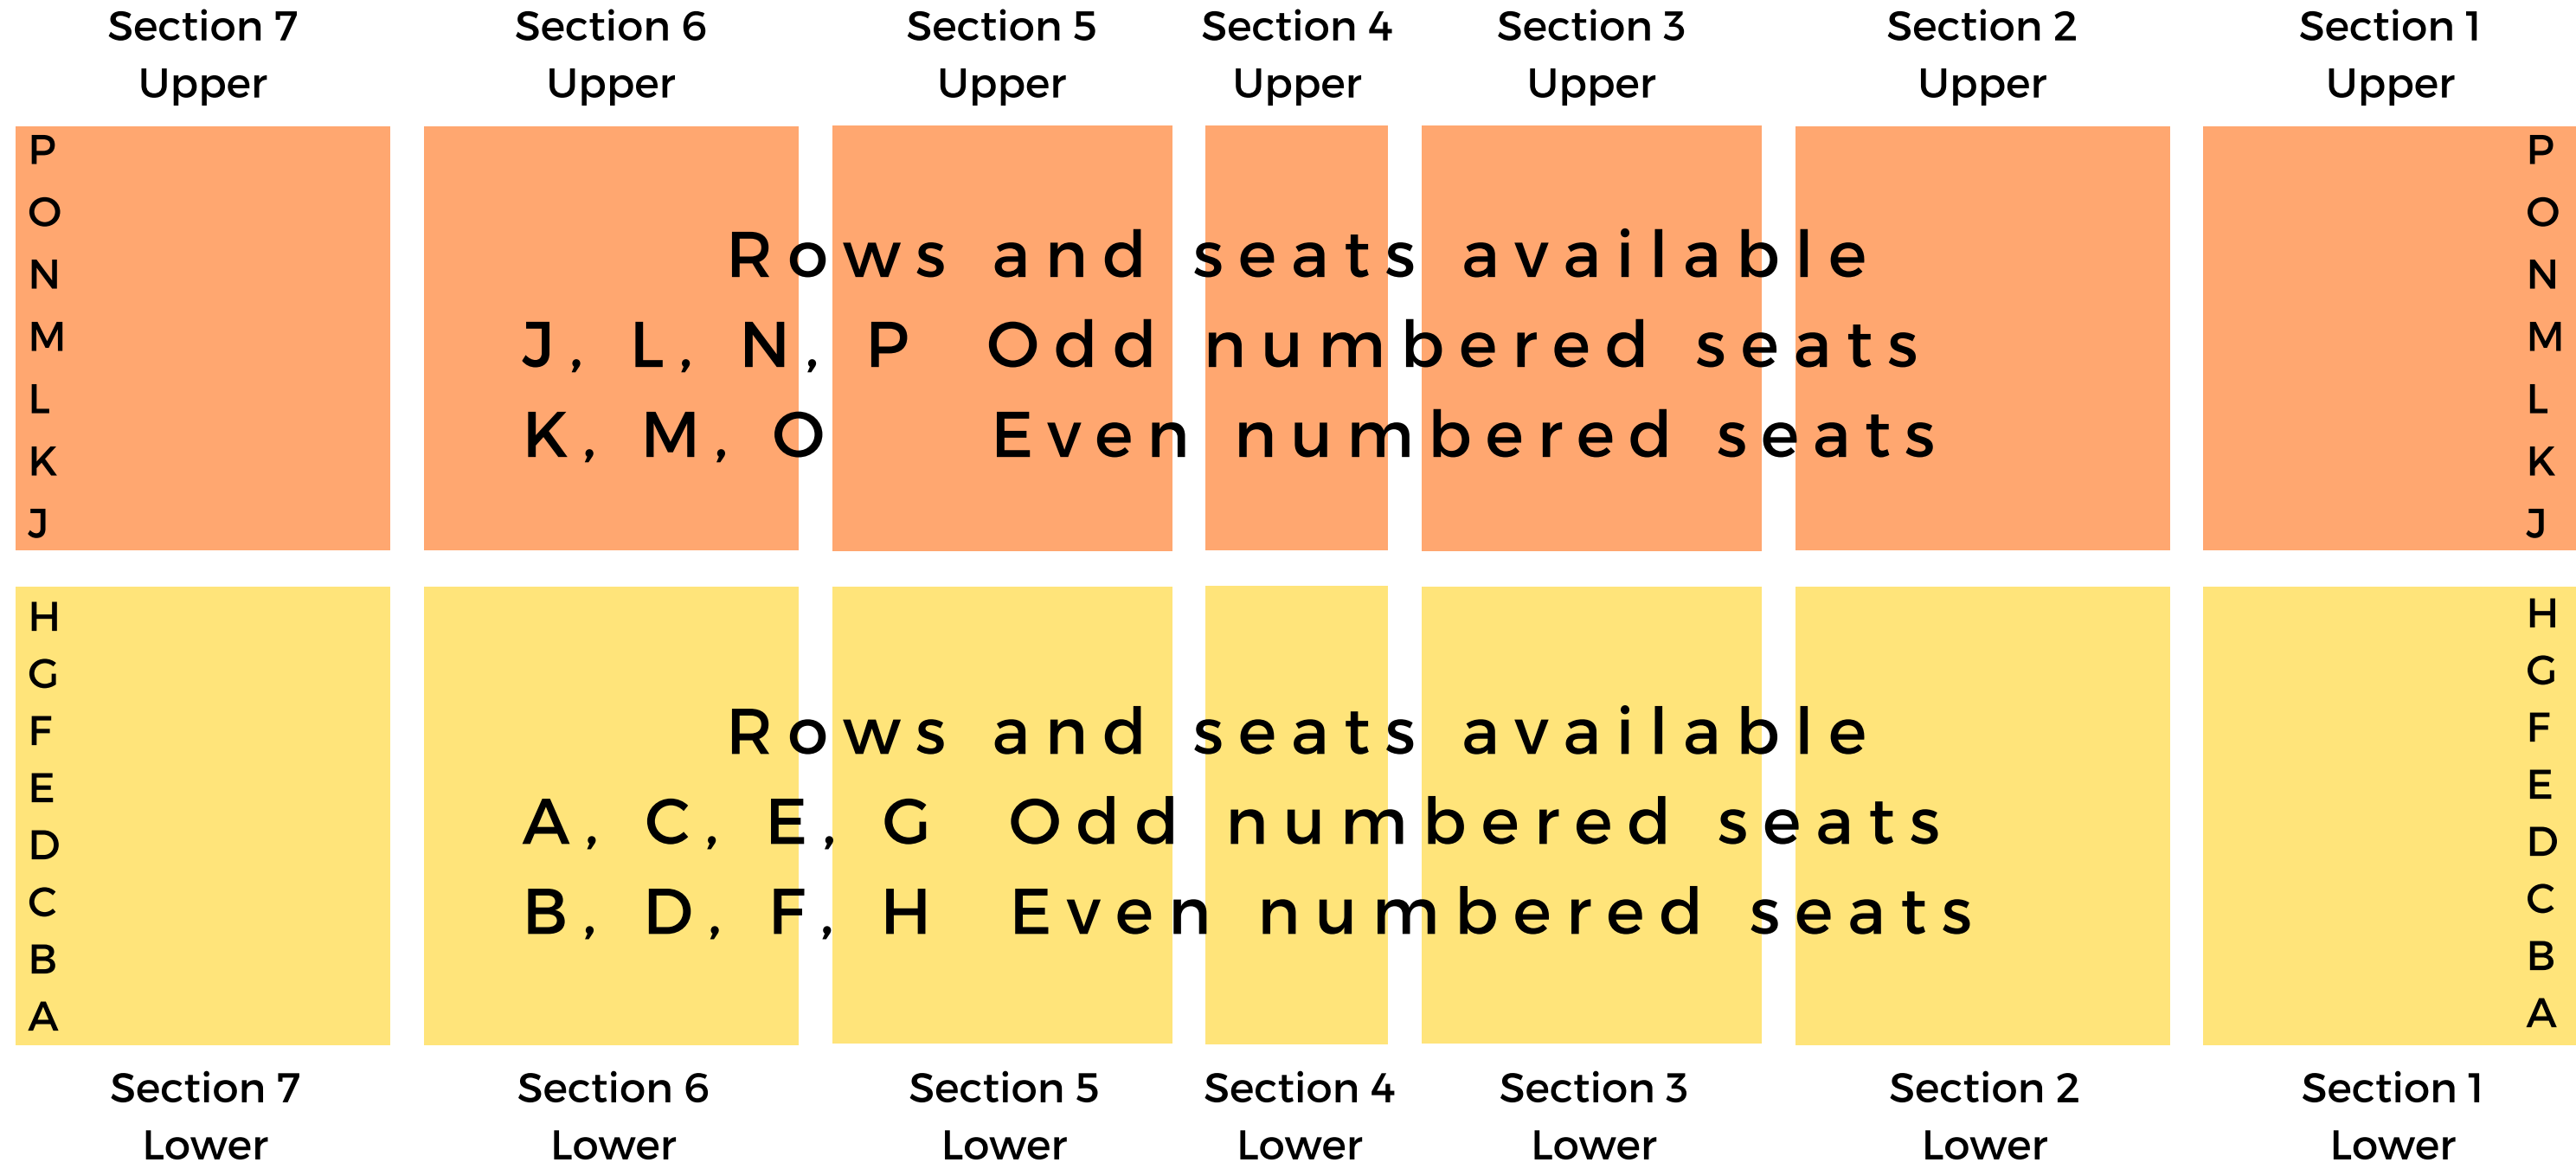 Section 7 Upper
Section 6 Upper
Section 5 Upper
Section 4 Upper
Section 3 Upper
Section 2 Upper
Section 1 Upper
P
O
N
M
L
K
J
Rows and seats available
J, L, N, P Odd numbered seats
K, M, O Even numbered seats
P
O
N
M
L
K
J
H
G
F
E
D
C
B
A
Rows and seats available
A, C, E, G Odd numbered seats
B, D, F, H Even numbered seats
H
G
F
E
D
C
B
A
Section 7 Lower
Section 6 Lower
Section 5 Lower
Section 4 Lower
Section 3 Lower
Section 2 Lower
Section 1 Lower